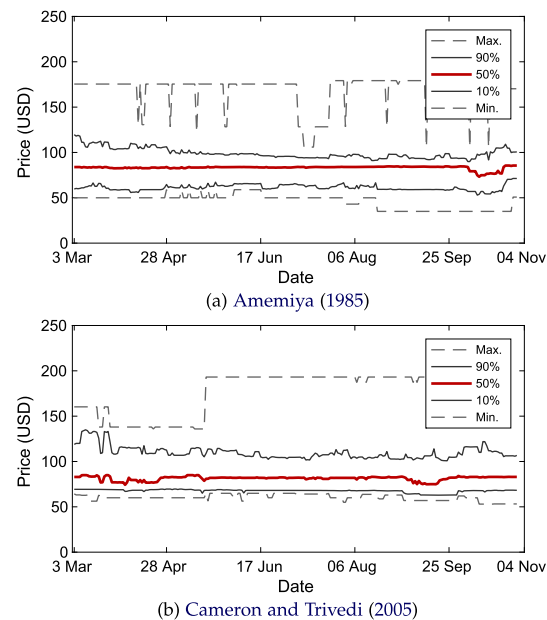 250
200
150
100
50
0
Price (USD)
Max.
90%
50%
10%
Min.
3 Mar 28 Apr 17 Jun 06 Aug 25 Sep 04 Nov
Date
(a) Amemiya (1985)
250
200
150
100
50
0
Price (USD)
Max.
90%
50%
10%
Min.
3 Mar 28 Apr 17 Jun 06 Aug 25 Sep 04 Nov
Date
(b) Cameron and Trivedi (2005)